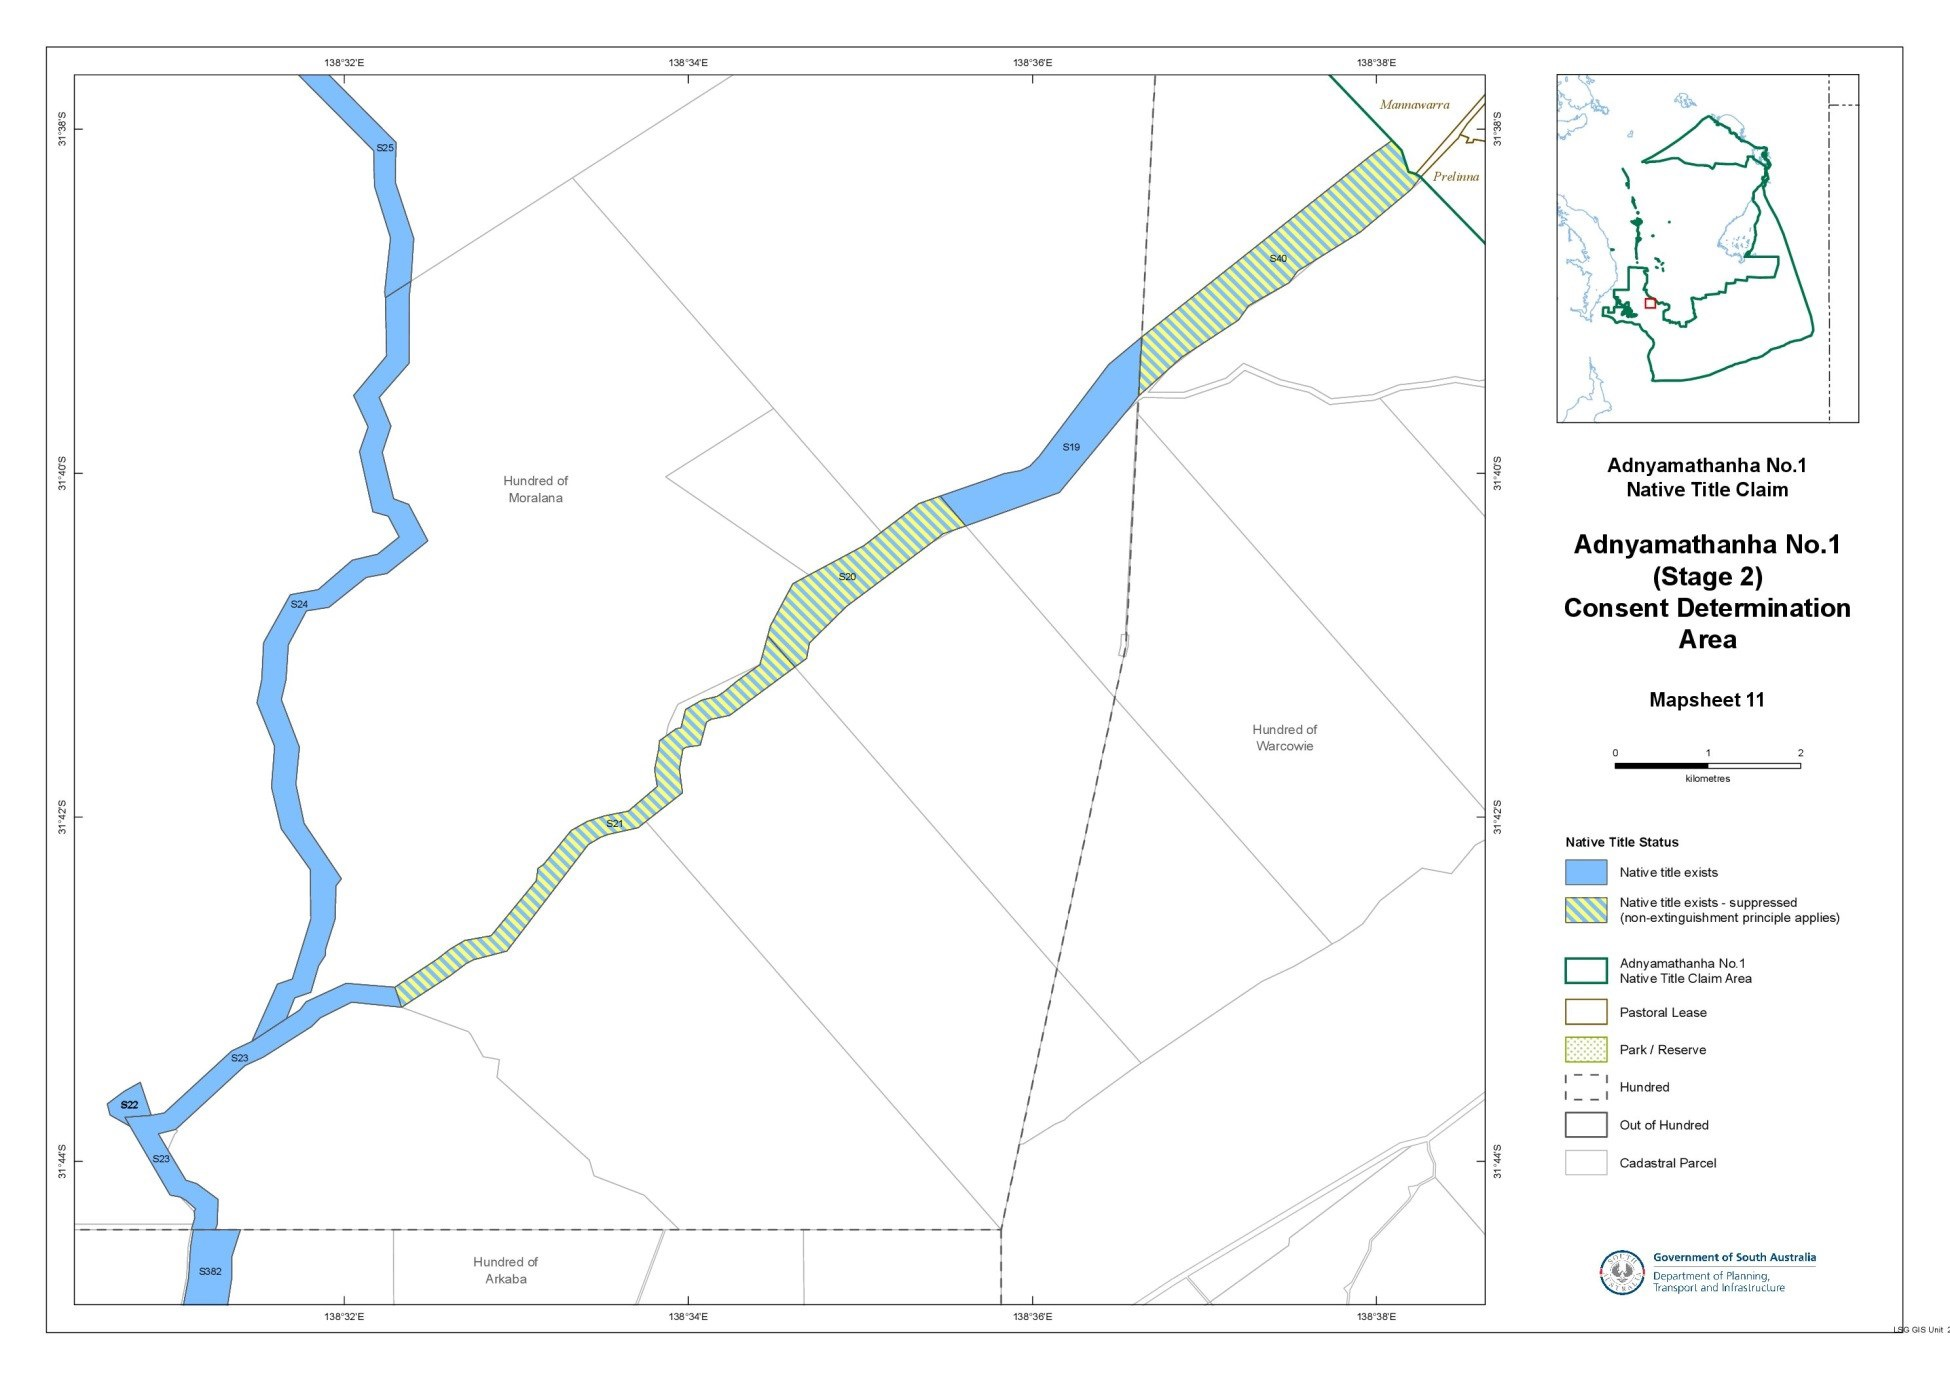 138°32'E
138°34'E
138°36'E
138°38'E
31°38'S
31°38'S
31°40'S
31°40'S
31°42'S
31°42'S
31°44'S
31°44'S
138°32'E
138°34'E
138°36'E
138°38'E
Mannawarra
Prelinna
S25
S40
S19
Hundred of
Moralana
S20
S24
Hundred of
Warcowie
S21
S23
S22
S23
Hundred of
Arkaba
S382
Adnyamathanha No.1
Native Title Claim
Adnyamathanha No.1
(Stage 2)
Consent Determination
Area
Mapsheet 11
0 1 2
kilometres
Native Title Status
Native title exists
Native title exists - suppressed
(non-extinguishment principle applies)
Adnyamathanha No.1
Native Title Claim Area
Pastoral Lease
Park / Reserve
Hundred
Out of Hundred
Cadastral Parcel
Government of South Australia
Department of Planning,
Transport and Infrastructure
LSG GIS Unit